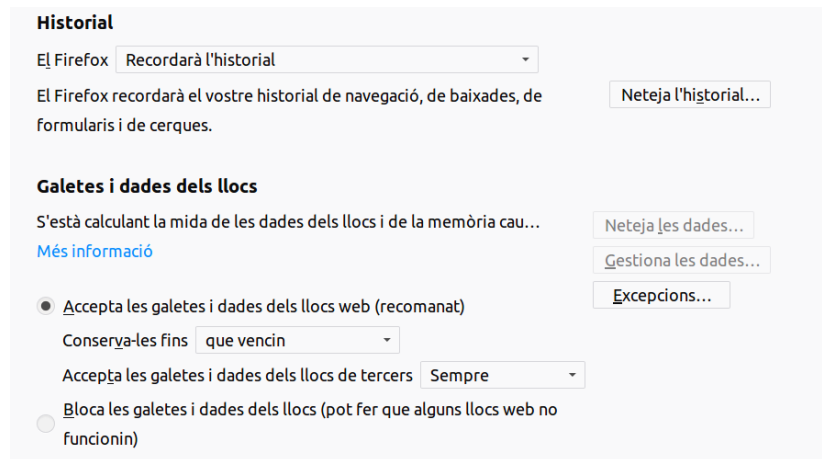 Historial
El Firefox Recordarà l'historial
El Firefox recordarà el vostre historial de navegació, de baixades, de
formularis i de cerques.
Neteja l'historial…
Galetes i dades dels llocs
S'està calculant la mida de les dades dels llocs i de la memòria cau…
Més informació
Neteja les dades…
Gestiona les dades…
Excepcions…
Accepta les galetes i dades dels llocs web (recomanat)
Conserva-les fins que vencin
Accepta les galetes i dades dels llocs de tercers Sempre
Bloca les galetes i dades dels llocs (pot fer que alguns llocs web no
funcionin)